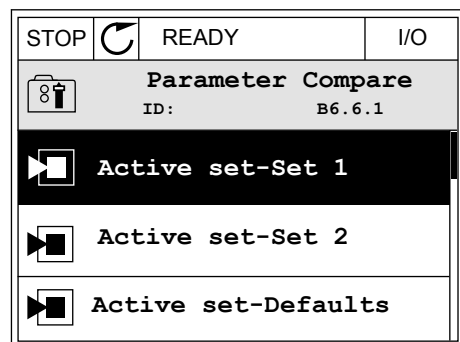 STOP READY I/O
Parameter Compare
ID: B6.6.1
Active set-Set 1
Active set-Set 2
Active set-Defaults